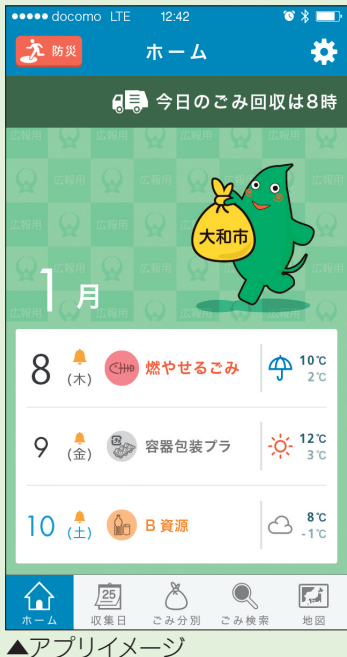 docomo LTE 12:42
防災 ホーム
今日のごみ回収は8時
広報用
大和市
1月
8 (木) 燃やせるごみ 10℃ 2℃
9 (金) 容器包装プラ 12℃ 3℃
10 (土) B 資源 8℃ -1℃
25
ホーム 収集日 ごみ分別 ごみ検索 地図
▲アプリイメージ